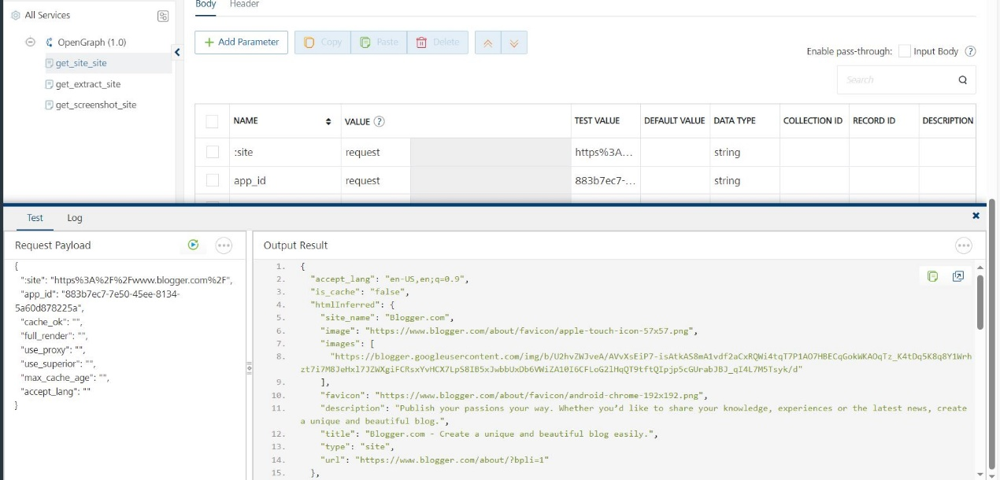 All Services
OpenGraph (1.0)
get_site_site
get_extract_site
get_screenshot_site
Body Header
Add Parameter Copy Paste Delete
Enable pass-through: Input Body ?
Search
NAME VALUE ? TEST VALUE DEFAULT VALUE DATA TYPE COLLECTION ID RECORD ID DESCRIPTION
:site request https%3A... string
app_id request 883b7ec7-... string
Test Log
Request Payload
{
":site": "https%3A%2F%2Fwww.blogger.com%2F",
"app_id": "883b7ec7-7e50-45ee-8134-
5a60d878225a",
"cache_ok": "",
"full_render": "",
"use_proxy": "",
"use_superior": "",
"max_cache_age": "",
"accept_lang": ""
}
Output Result
1. {
2. "accept_lang": "en-US,en;q=0.9",
3. "is_cache": "false",
4. "htmlInferred": {
5. "site_name": "Blogger.com",
6. "image": "https://www.blogger.com/about/favicon/apple-touch-icon-57x57.png",
7. "images": [
8. "https://blogger.googleusercontent.com/img/b/U2hvZWJveA/AVvXsEiP7-isAtkAS8mA1vdf2aCxRQWi4tqT7P1AO7HBECqGokWKAOqTz_K4tDq5K8q8Y1Wrh
zt7i7M8JeHxl7JZWXgiFCRsxYvHCX7LpS8IB5xJwbbUxDb6VWiZA10I6CFLoG2lHqQT9tftQIpjp5cGUrabJBJ_qI4L7M5Tsyk/d"
9. ],
10. "favicon": "https://www.blogger.com/about/favicon/android-chrome-192x192.png",
11. "description": "Publish your passions your way. Whether you’d like to share your knowledge, experiences or the latest news, create
a unique and beautiful blog.",
12. "title": "Blogger.com - Create a unique and beautiful blog easily.",
13. "type": "site",
14. "url": "https://www.blogger.com/about/?bpli=1"
15. },